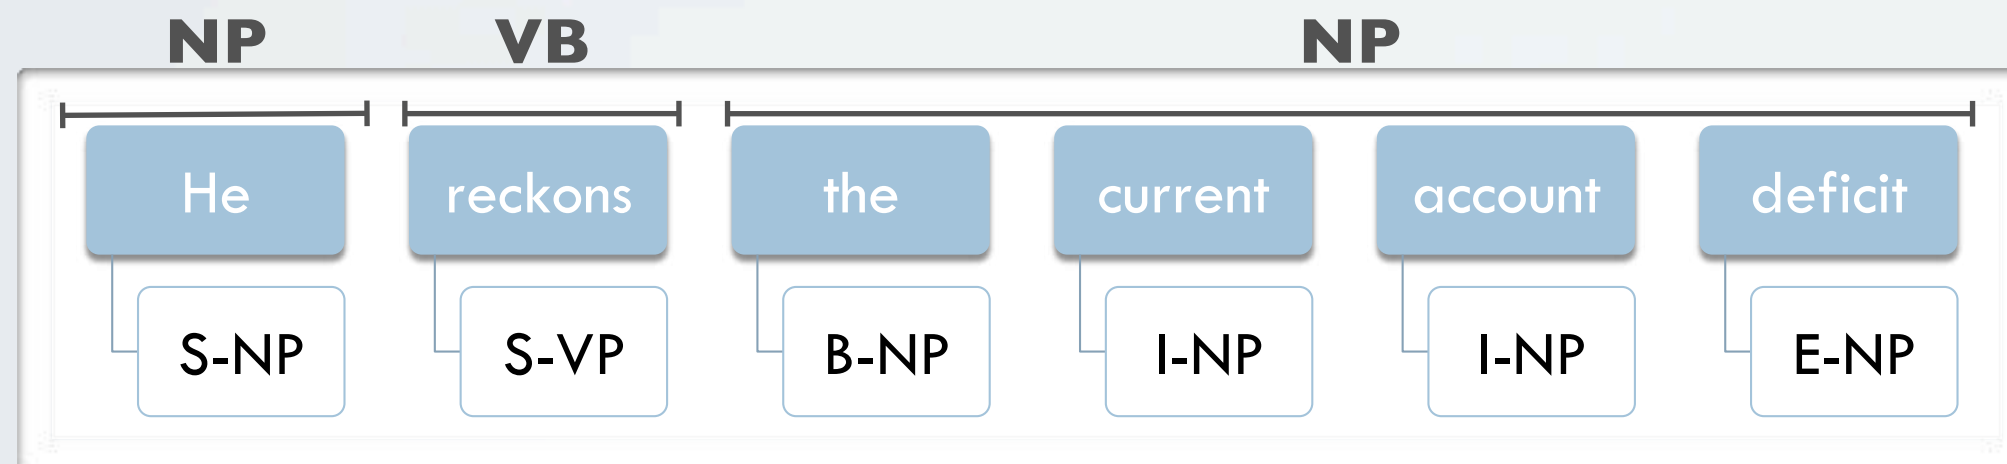 NP VB NP
He reckons the current account deficit
S-NP S-VP B-NP I-NP I-NP E-NP